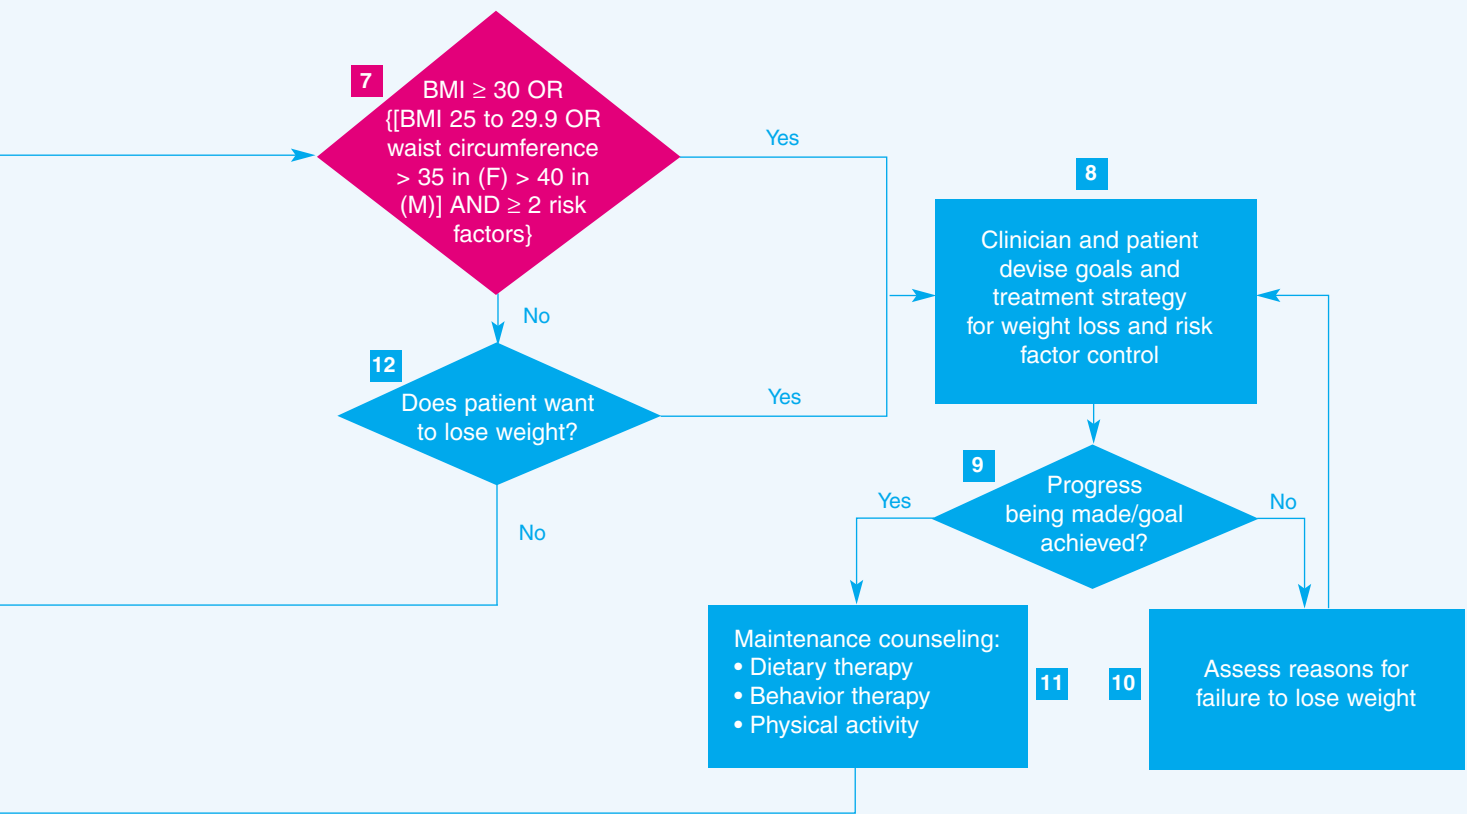 7
BMI ≥ 30 OR
{[BMI 25 to 29.9 OR
waist circumference
> 35 in (F) > 40 in
(M)] AND ≥ 2 risk
factors}
Yes
No
12
Does patient want
to lose weight?
Yes
No
8
Clinician and patient
devise goals and
treatment strategy
for weight loss and risk
factor control
9
Progress
being made/goal
achieved?
Yes
No
Maintenance counseling:
• Dietary therapy
• Behavior therapy
• Physical activity
11
10
Assess reasons for
failure to lose weight